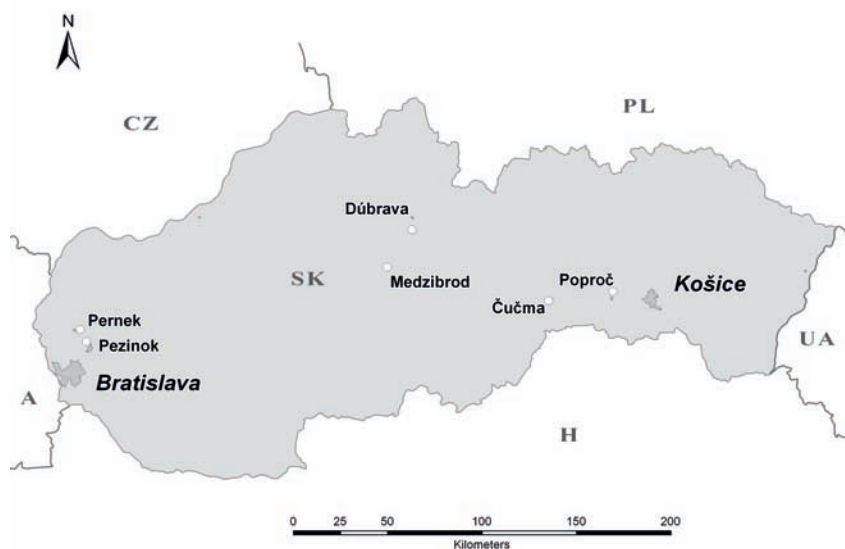 N
CZ
PL
Dúbrava
SK
Medzibrod
Poproč
Košice
Čučma
Pernek
Pezinok
UA
Bratislava
A
H
0 25 50 100 150 200
Kilometers